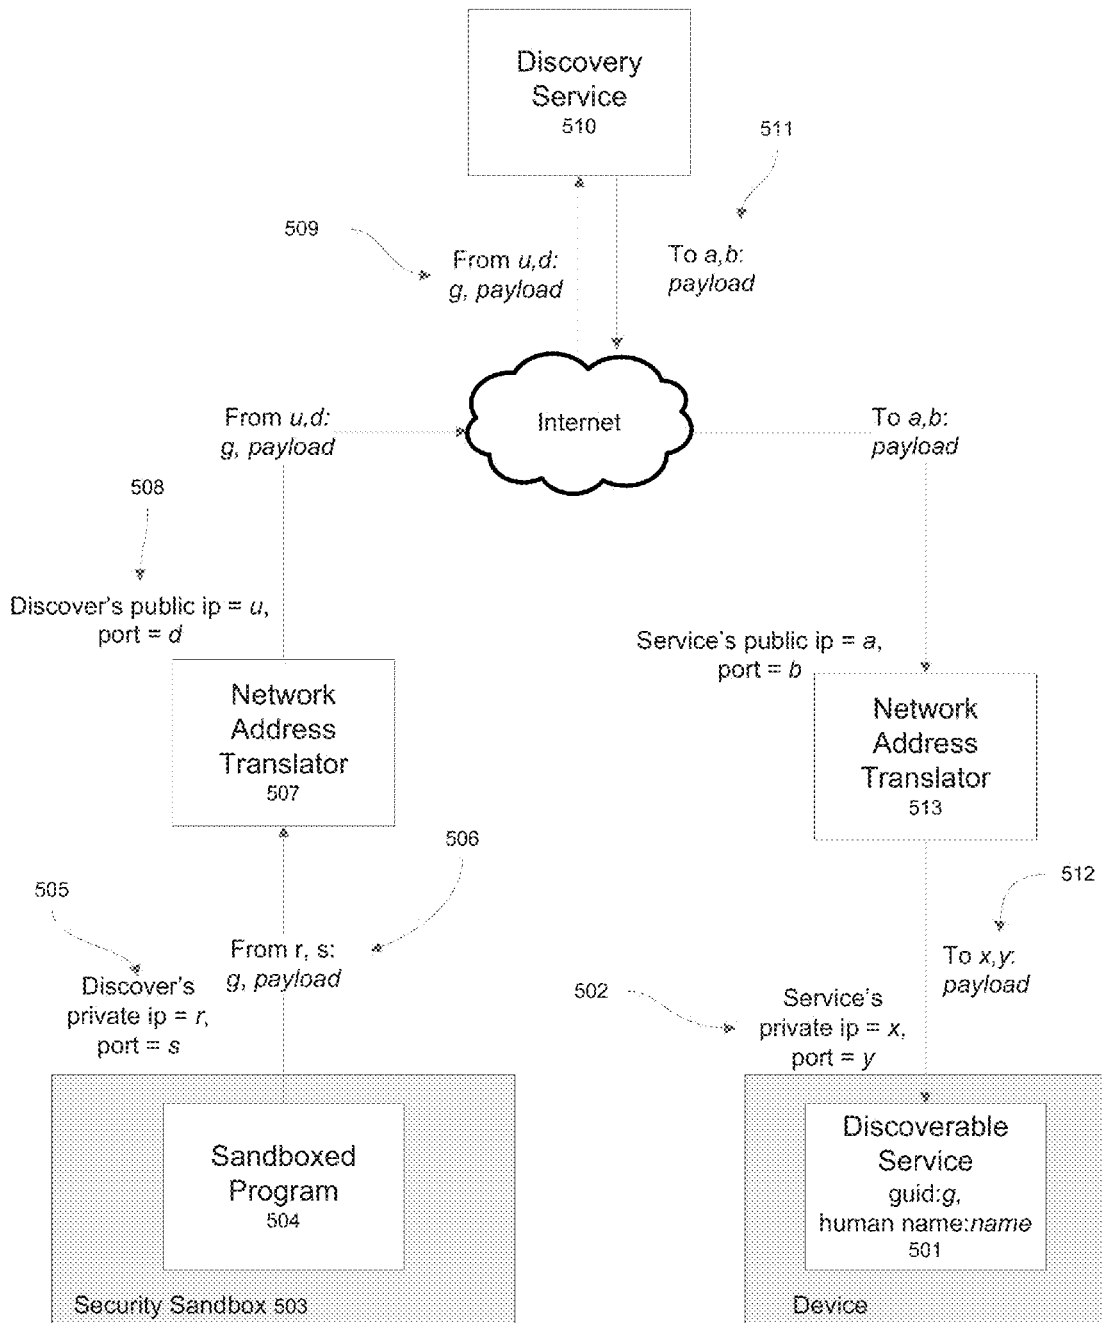 Discovery
Service
510
511
509
From u,d:
g, payload
To a,b:
payload
From u,d:
g, payload
Internet
To a,b:
payload
508
Discover's public ip = u,
port = d
Service's public ip = a,
port = b
Network
Address
Translator
507
Network
Address
Translator
513
506
505
512
From r, s:
g, payload
To x,y:
payload
Discover's
private ip = r,
port = s
502
Service's
private ip = x,
port = y
Sandboxed
Program
504
Discoverable
Service
guid:g,
human name:name
501
Security Sandbox 503
Device